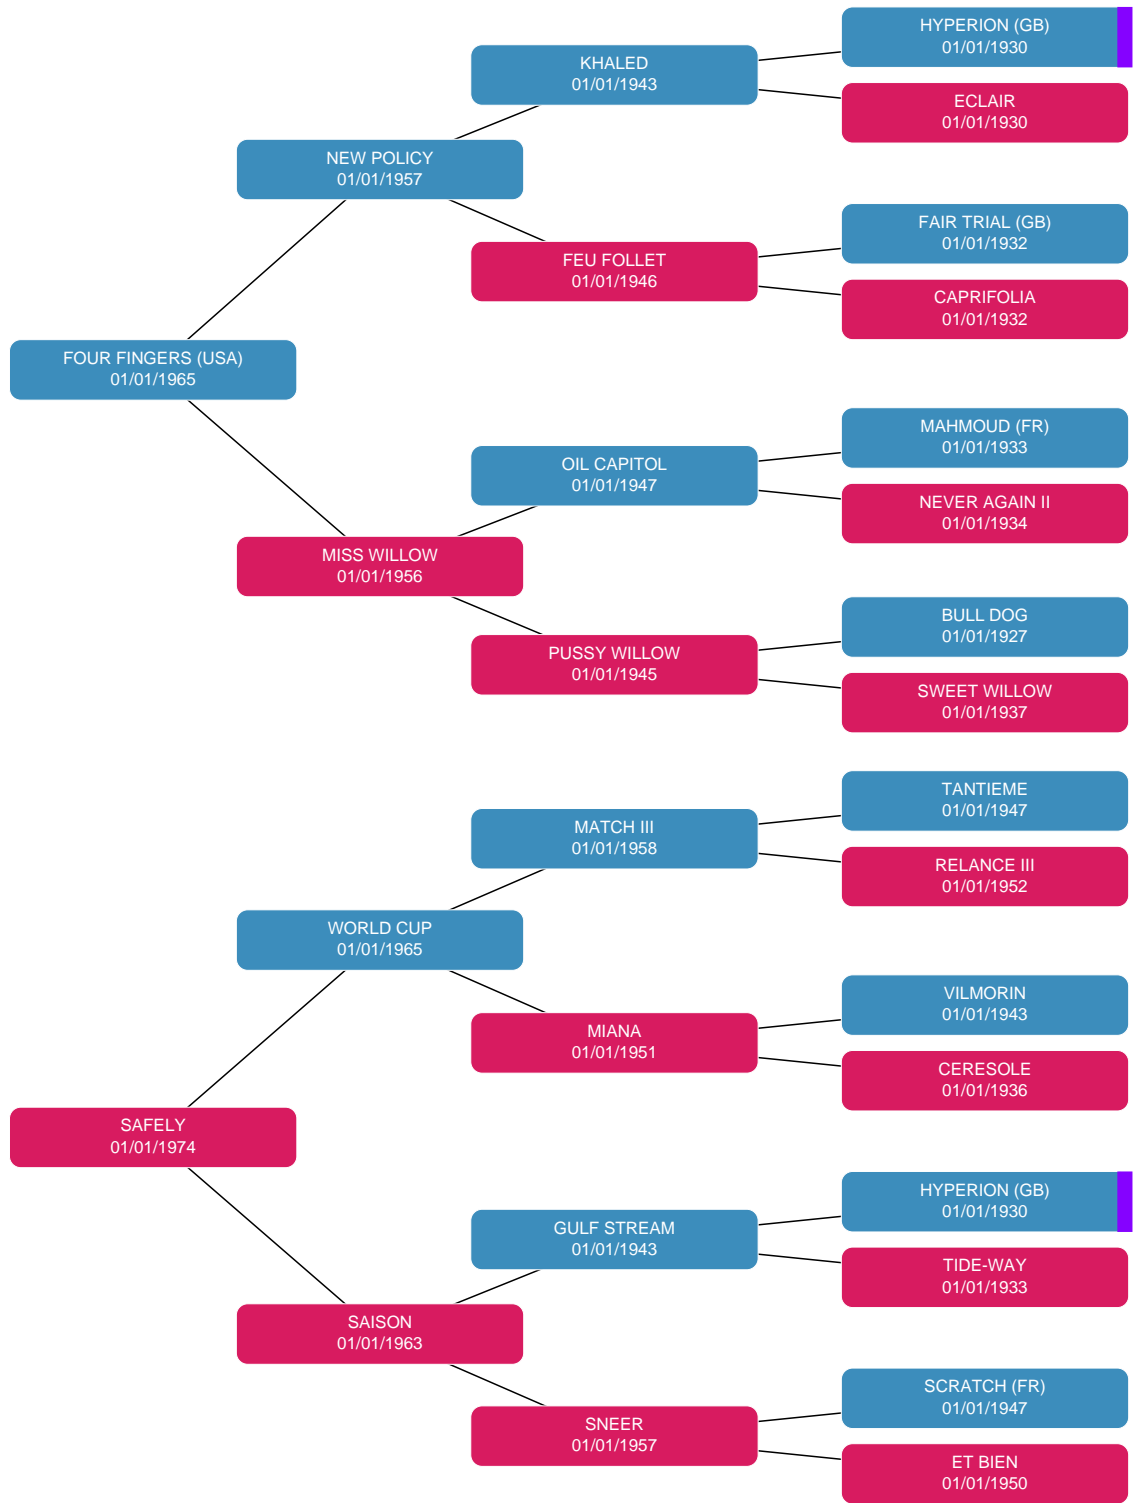 HYPERION (GB)
01/01/1930
KHALED
01/01/1943
ECLAIR
01/01/1930
NEW POLICY
01/01/1957
FAIR TRIAL (GB)
01/01/1932
FEU FOLLET
01/01/1946
CAPRIFOLIA
01/01/1932
FOUR FINGERS (USA)
01/01/1965
MAHMOUD (FR)
01/01/1933
OIL CAPITOL
01/01/1947
NEVER AGAIN II
01/01/1934
MISS WILLOW
01/01/1956
BULL DOG
01/01/1927
PUSSY WILLOW
01/01/1945
SWEET WILLOW
01/01/1937
TANTIEME
01/01/1947
MATCH III
01/01/1958
RELANCE III
01/01/1952
WORLD CUP
01/01/1965
VILMORIN
01/01/1943
MIANA
01/01/1951
CERESOLE
01/01/1936
SAFELY
01/01/1974
HYPERION (GB)
01/01/1930
GULF STREAM
01/01/1943
TIDE-WAY
01/01/1933
SAISON
01/01/1963
SCRATCH (FR)
01/01/1947
SNEER
01/01/1957
ET BIEN
01/01/1950